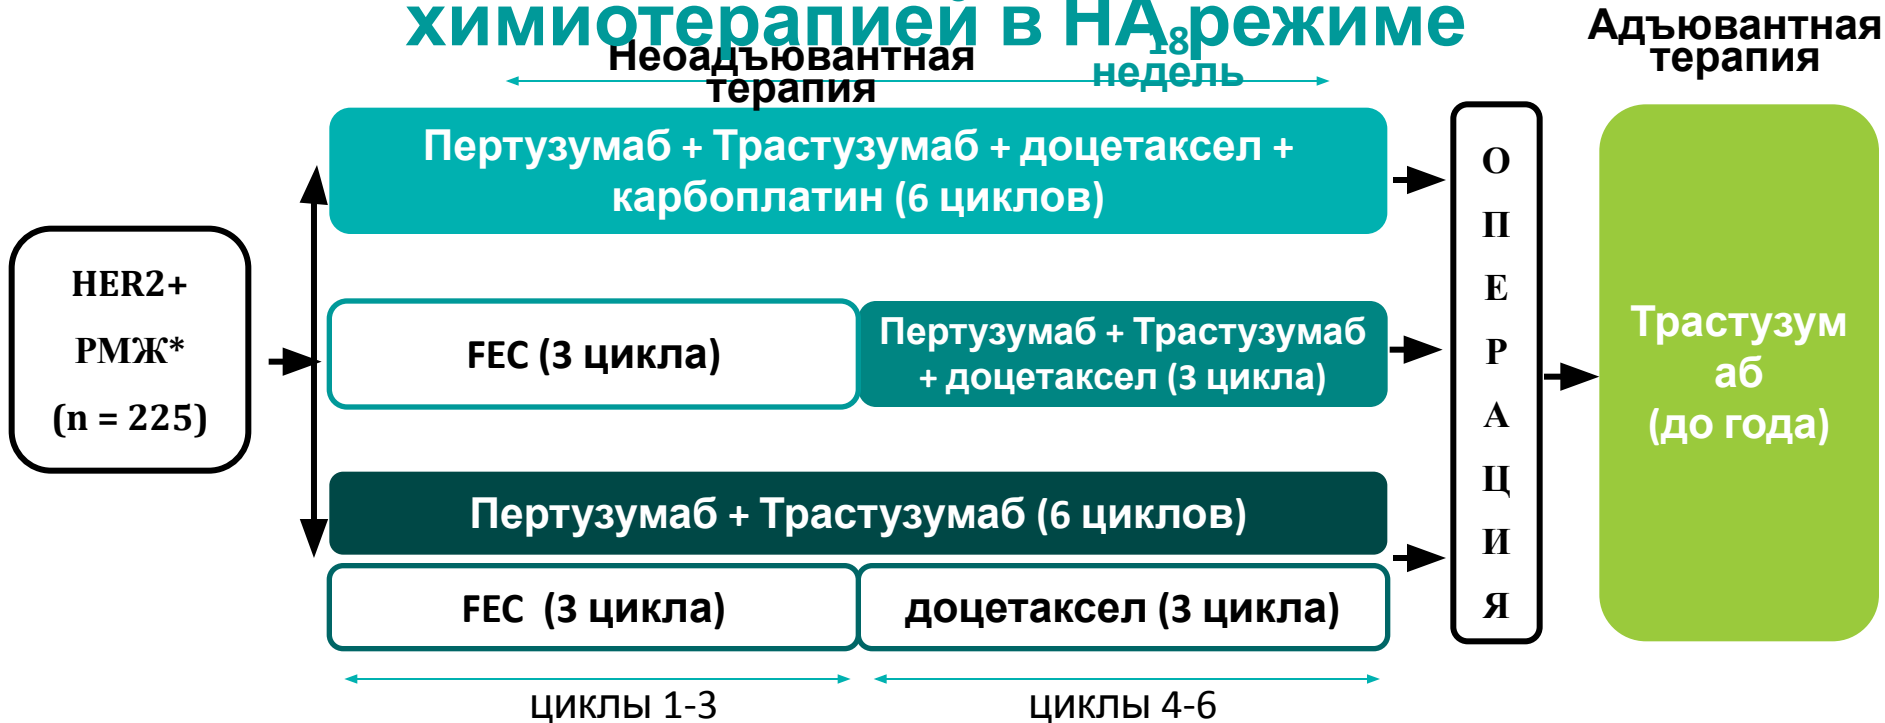 химиотерапией в НА режиме
Неоадъювантная
терапия
18
недель
Адъювантная
терапия
Пертузумаб + Трастузумаб + доцетаксел +
карбоплатин (6 циклов)
HER2+
РМЖ*
(n = 225)
FEC (3 цикла)
Пертузумаб + Трастузумаб
+ доцетаксел (3 цикла)
Пертузумаб + Трастузумаб (6 циклов)
FEC (3 цикла)
доцетаксел (3 цикла)
О
П
Е
Р
А
Ц
И
Я
Трастузум
аб
(до года)
циклы 1-3
циклы 4-6